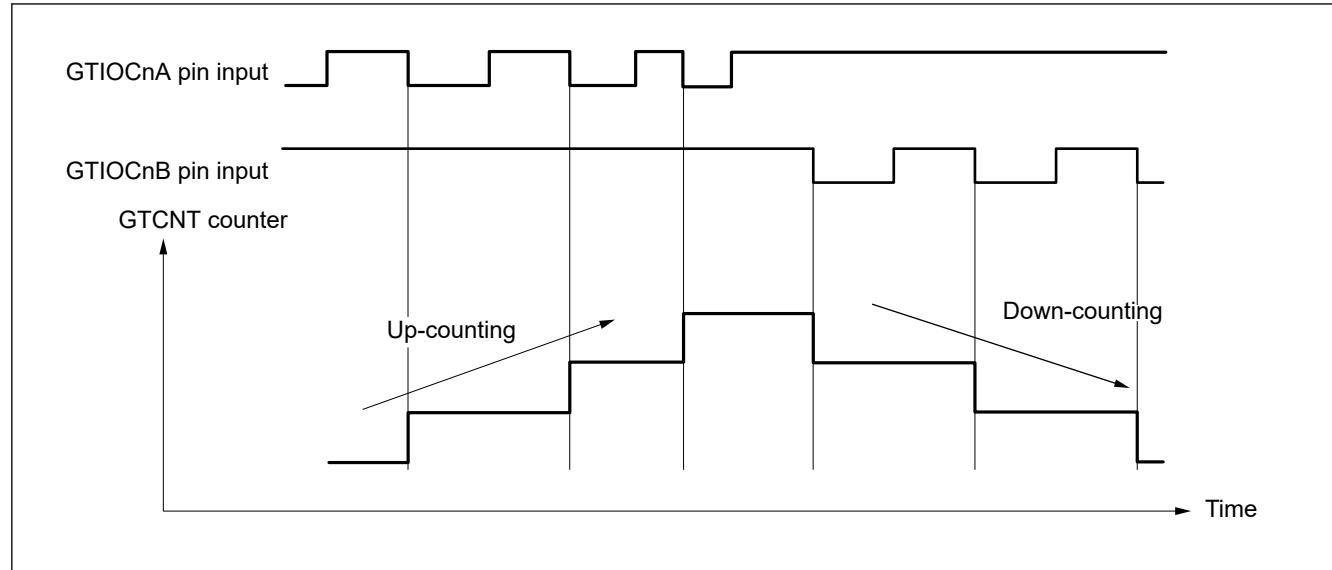 GTIOCnA pin input
GTIOCnB pin input
GTCNT counter
Up-counting
Down-counting
Time